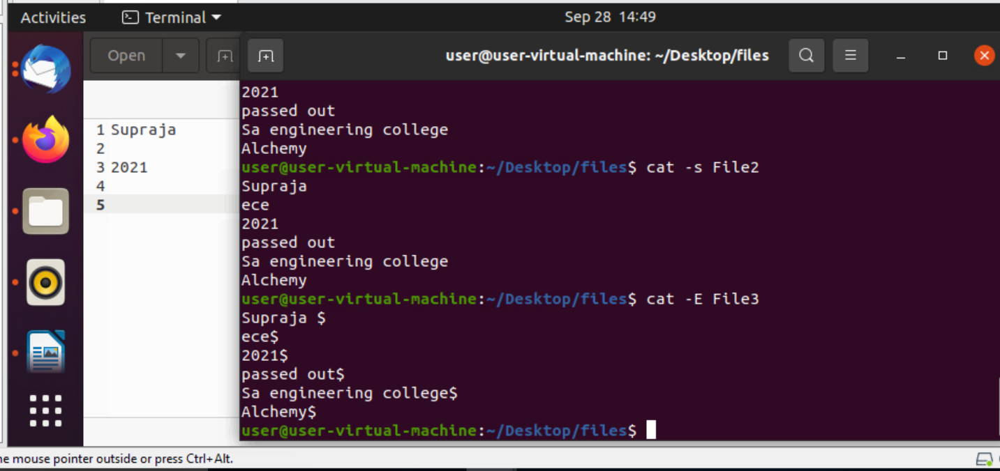 Activities Terminal Sep 28 14:49
Open user@user-virtual-machine: ~/Desktop/files
1 Supraja
2
3 2021
4
5
2021
passed out
Sa engineering college
Alchemy
user@user-virtual-machine:~/Desktop/files$ cat -s File2
Supraja
ece
2021
passed out
Sa engineering college
Alchemy
user@user-virtual-machine:~/Desktop/files$ cat -E File3
Supraja $
ece$
2021$
passed out$
Sa engineering college$
Alchemy$
user@user-virtual-machine:~/Desktop/files$
mouse pointer outside or press Ctrl+Alt.